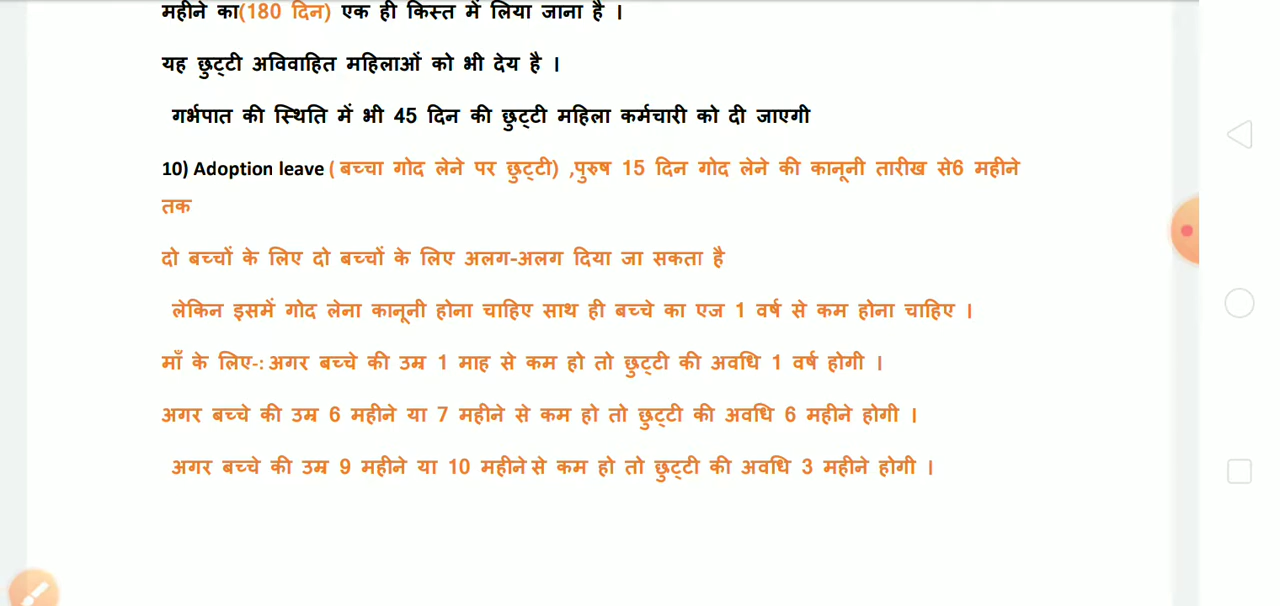 महीने का(180 दिन) एक ही किस्त में लिया जाना है ।
यह छुट्टी अविवाहित महिलाओं को भी देय है ।
गर्भपात की स्थिति में भी 45 दिन की छुट्टी महिला कर्मचारी को दी जाएगी
10) Adoption leave ( बच्चा गोद लेने पर छुट्टी) ,पुरुष 15 दिन गोद लेने की कानूनी तारीख से6 महीने
तक
दो बच्चों के लिए दो बच्चों के लिए अलग-अलग दिया जा सकता है
लेकिन इसमें गोद लेना कानूनी होना चाहिए साथ ही बच्चे का एज 1 वर्ष से कम होना चाहिए ।
माँ के लिए-: अगर बच्चे की उम्र 1 माह से कम हो तो छुट्टी की अवधि 1 वर्ष होगी ।
अगर बच्चे की उम्र 6 महीने या 7 महीने से कम हो तो छुट्टी की अवधि 6 महीने होगी ।
अगर बच्चे की उम्र 9 महीने या 10 महीने से कम हो तो छुट्टी की अवधि 3 महीने होगी ।